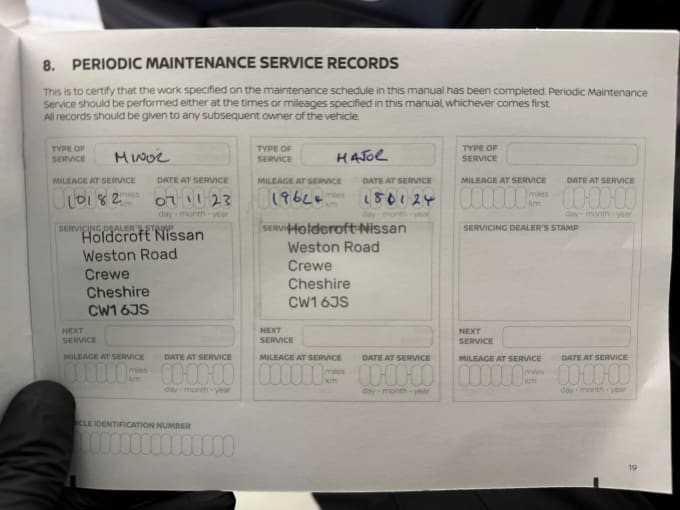 8. PERIODIC MAINTENANCE SERVICE RECORDS
This is to certify that the work specified on the maintenance schedule in this manual has been completed. Periodic Maintenance
Service should be performed either at the times or mileages specified in this manual, whichever comes first.
All records should be given to any subsequent owner of the vehicle.
TYPE OF SERVICE MINOR
MILEAGE AT SERVICE DATE AT SERVICE
10182 miles km 07 11 23
day - month - year
SERVICING DEALER'S STAMP
Holdcroft Nissan
Weston Road
Crewe
Cheshire
CW1 6JS
NEXT SERVICE
MILEAGE AT SERVICE DATE AT SERVICE
miles km
day - month - year
TYPE OF SERVICE MAJOR
MILEAGE AT SERVICE DATE AT SERVICE
miles km 18 01 24
day - month - year
Holdcroft Nissan
Weston Road
Crewe
Cheshire
CW1 6JS
NEXT SERVICE
MILEAGE AT SERVICE DATE AT SERVICE
miles km
day - month - year
TYPE OF SERVICE
MILEAGE AT SERVICE DATE AT SERVICE
miles km
day - month - year
SERVICING DEALER'S STAMP
NEXT SERVICE
MILEAGE AT SERVICE DATE AT SERVICE
miles km
day - month - year
IDENTIFICATION NUMBER
19